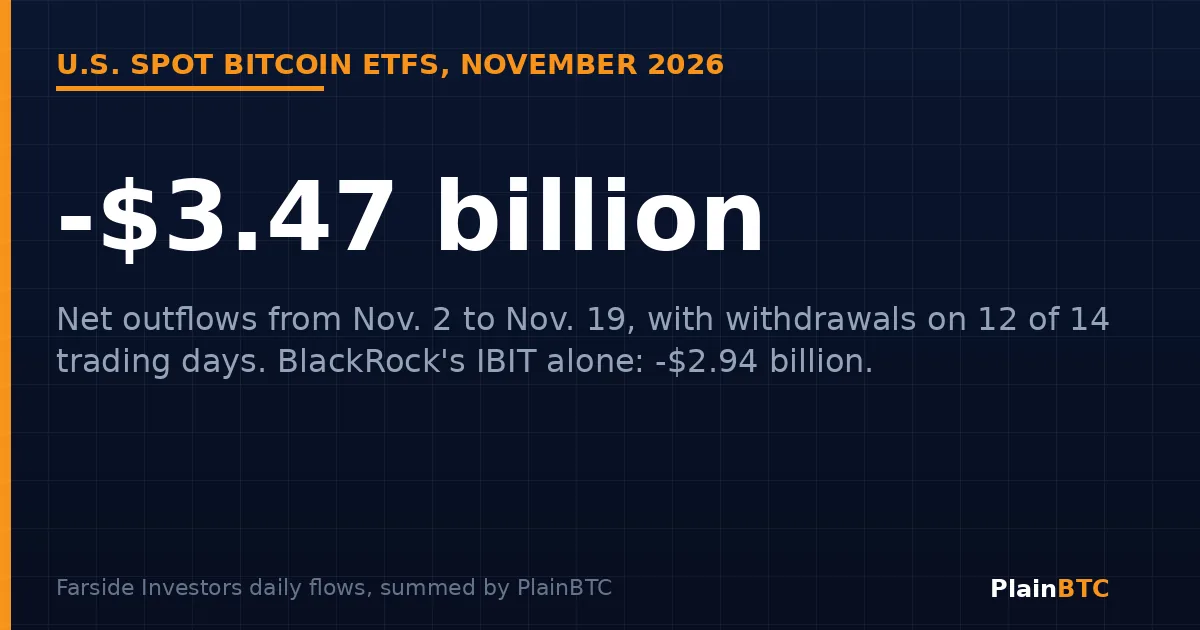 U.S. SPOT BITCOIN ETFS, NOVEMBER 2026
-$3.47 billion
Net outflows from Nov. 2 to Nov. 19, with withdrawals on 12 of 14
trading days. BlackRock's IBIT alone: -$2.94 billion.
Farside Investors daily flows, summed by PlainBTC
PlainBTC